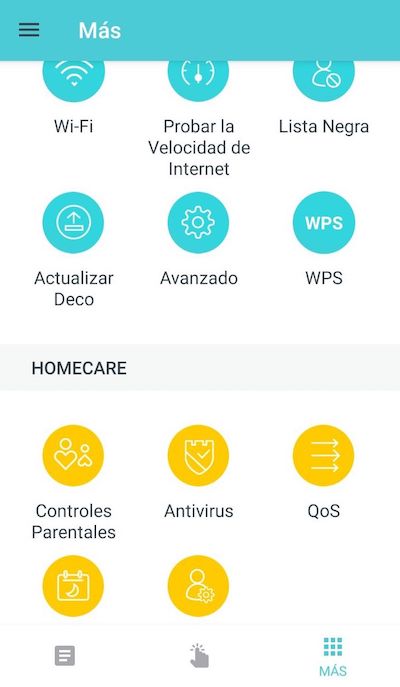 Más
Wi-Fi
Probar la
Velocidad de
Internet
Lista Negra
Actualizar
Deco
Avanzado
WPS
WPS
HOMECARE
Controles
Parentales
Antivirus
QoS
MÁS